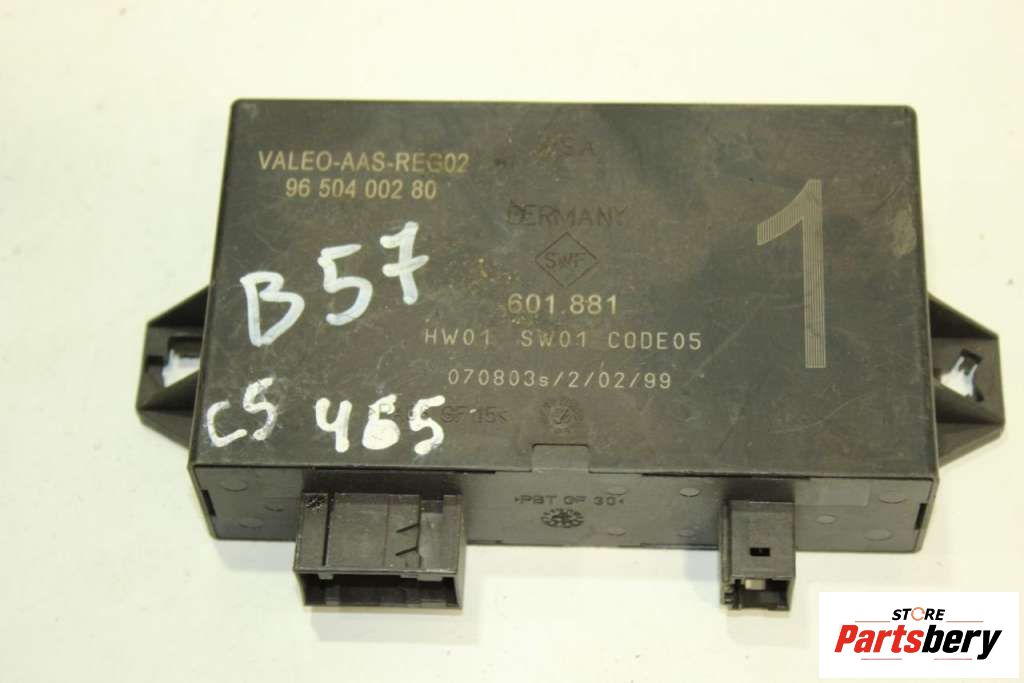 VALEO-AAS-REG02
96 504 002 80
GERMANY
SWF
601.881
HW01 SW01 CODE05
070803s/2/02/99
1
B57
C5 465
>PBT GF 30<
STORE
Partsbery